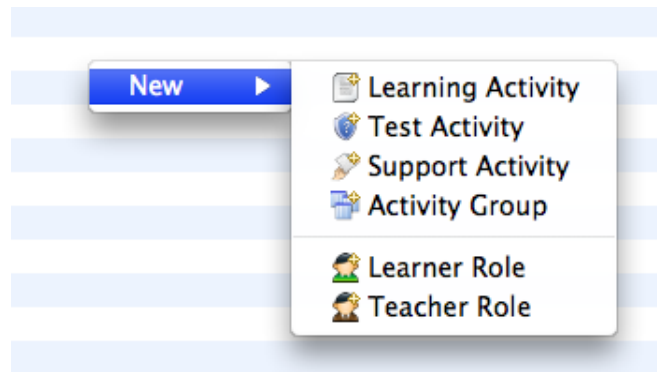 New
Learning Activity
Test Activity
Support Activity
Activity Group
Learner Role
Teacher Role